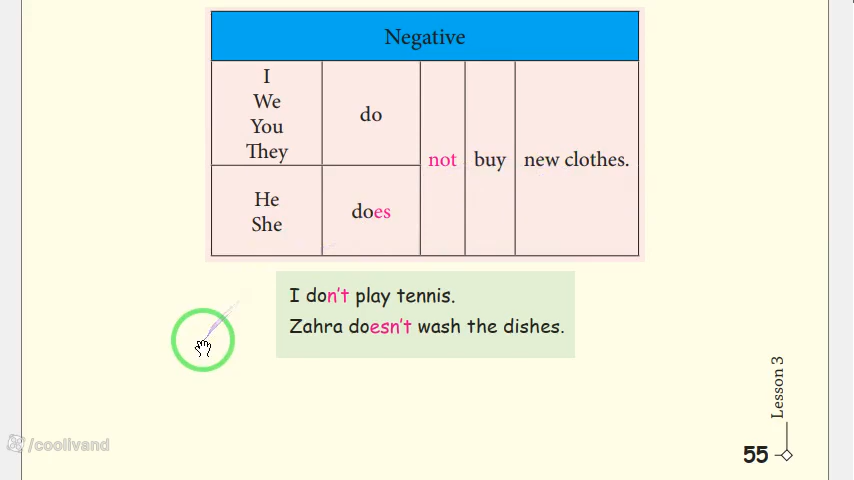 Negative
I
We
You
They
do
He
She
does
not
buy
new clothes.
I don't play tennis.
Zahra doesn't wash the dishes.
Lesson 3
55
/coolivand